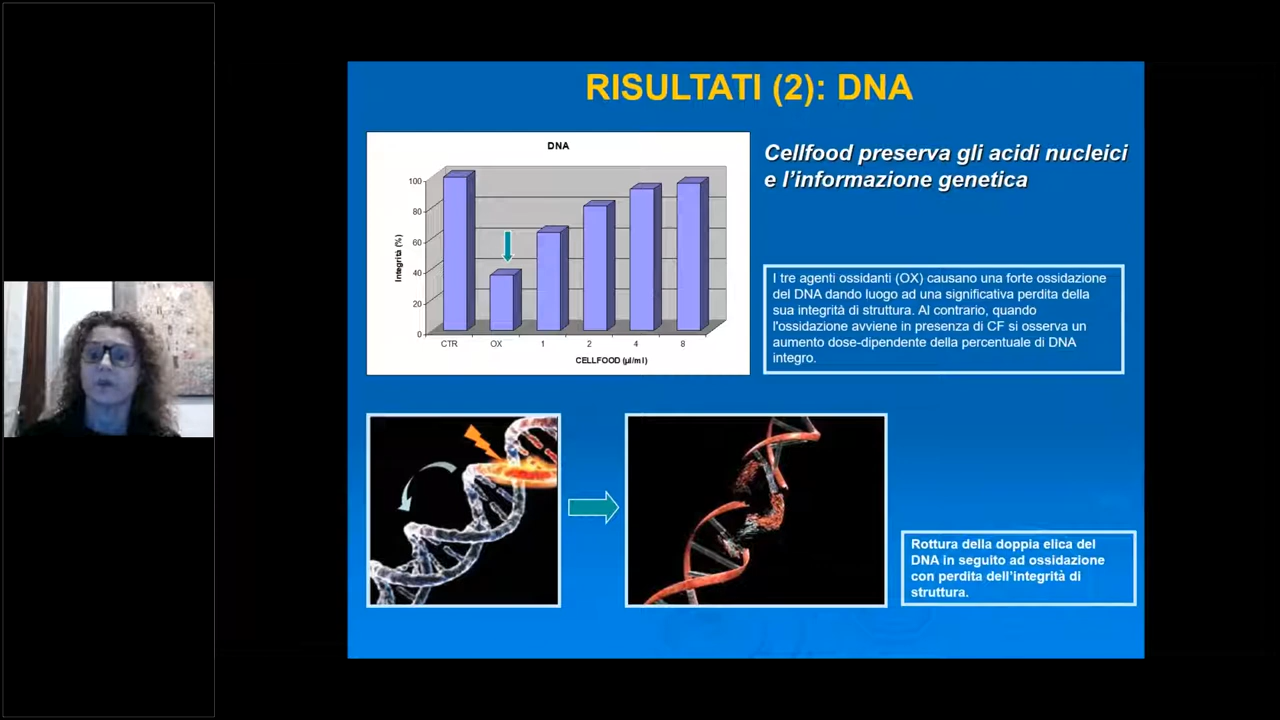 RISULTATI (2): DNA
DNA
Integrità (%)
100
80
60
40
20
0
CTR OX 1 2 4 8
CELLFOOD (µl/ml)
Cellfood preserva gli acidi nucleici
e l'informazione genetica
I tre agenti ossidanti (OX) causano una forte ossidazione
del DNA dando luogo ad una significativa perdita della
sua integrità di struttura. Al contrario, quando
l'ossidazione avviene in presenza di CF si osserva un
aumento dose-dipendente della percentuale di DNA
integro.
Rottura della doppia elica del
DNA in seguito ad ossidazione
con perdita dell'integrità di
struttura.